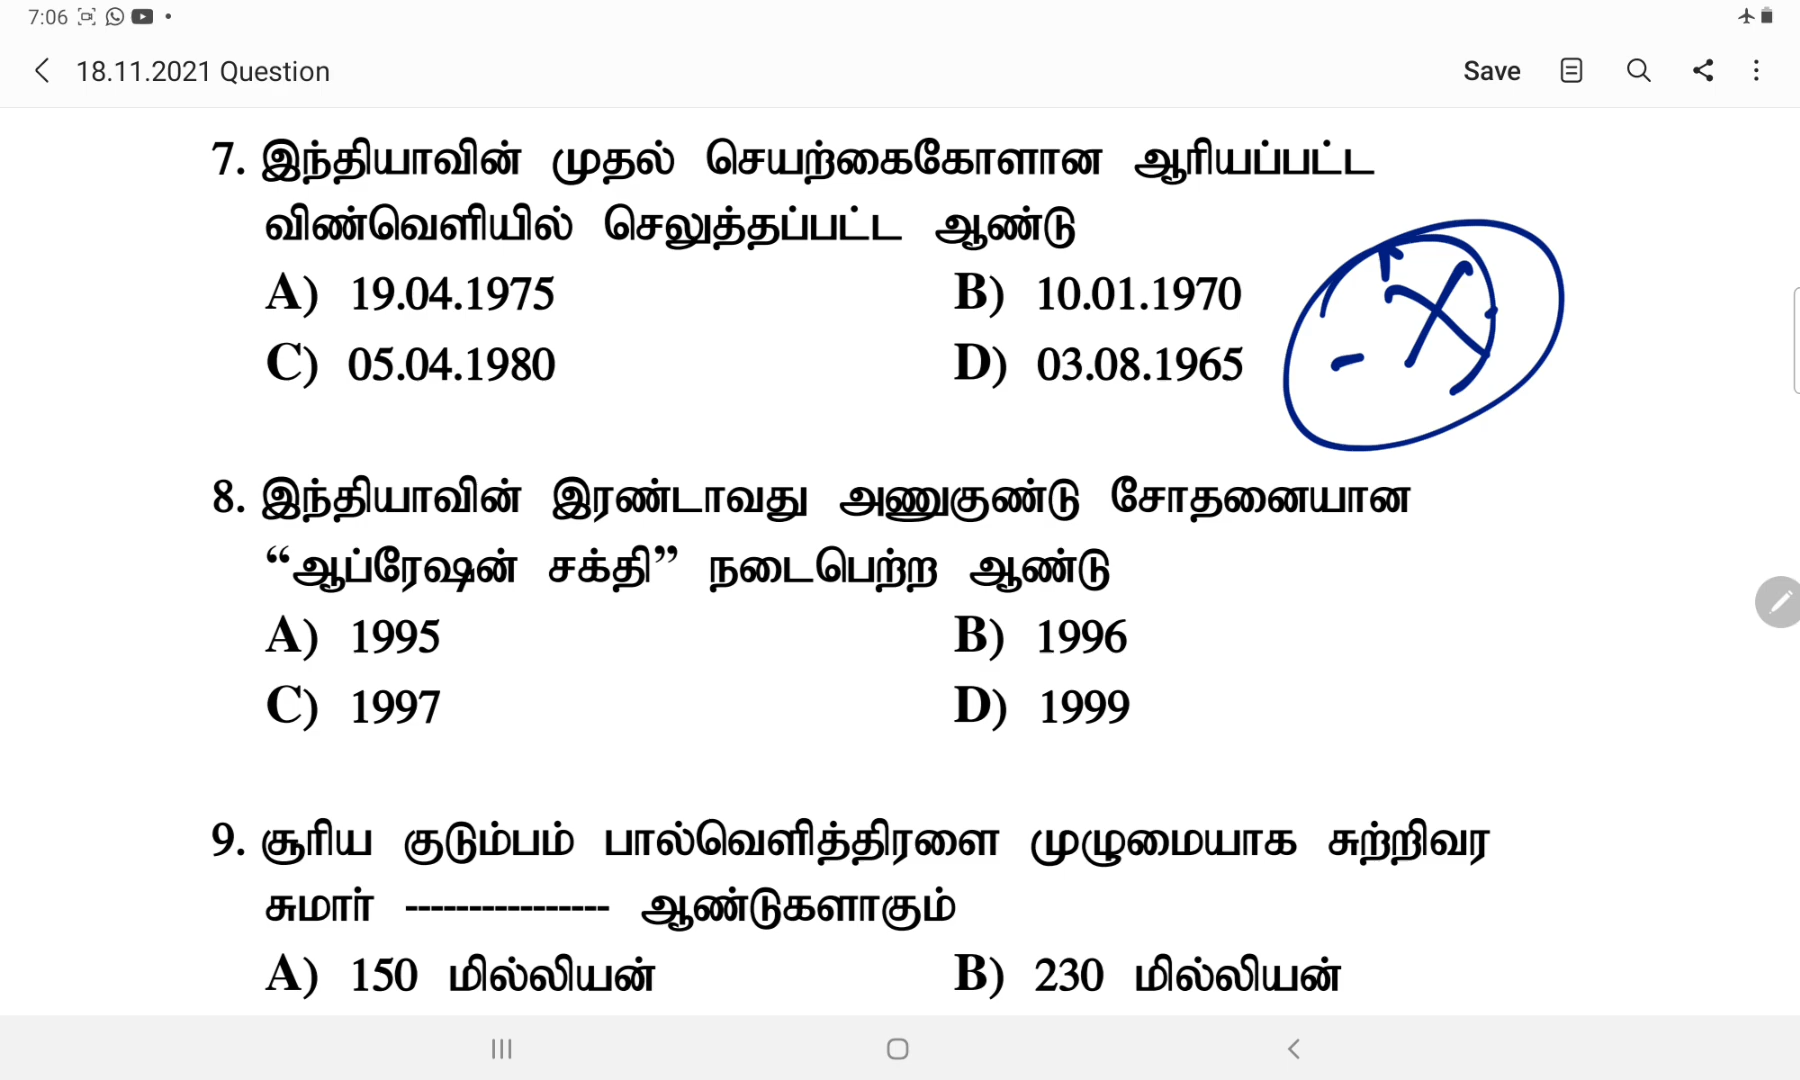 7:06
18.11.2021 Question
Save
7. இந்தியாவின் முதல் செயற்கைகோளான ஆரியப்பட்ட
விண்வெளியில் செலுத்தப்பட்ட ஆண்டு
A) 19.04.1975 B) 10.01.1970
C) 05.04.1980 D) 03.08.1965
8. இந்தியாவின் இரண்டாவது அணுகுண்டு சோதனையான
“ஆப்ரேஷன் சக்தி” நடைபெற்ற ஆண்டு
A) 1995 B) 1996
C) 1997 D) 1999
9. சூரிய குடும்பம் பால்வெளித்திரளை முழுமையாக சுற்றிவர
சுமார் ---------------- ஆண்டுகளாகும்
A) 150 மில்லியன் B) 230 மில்லியன்